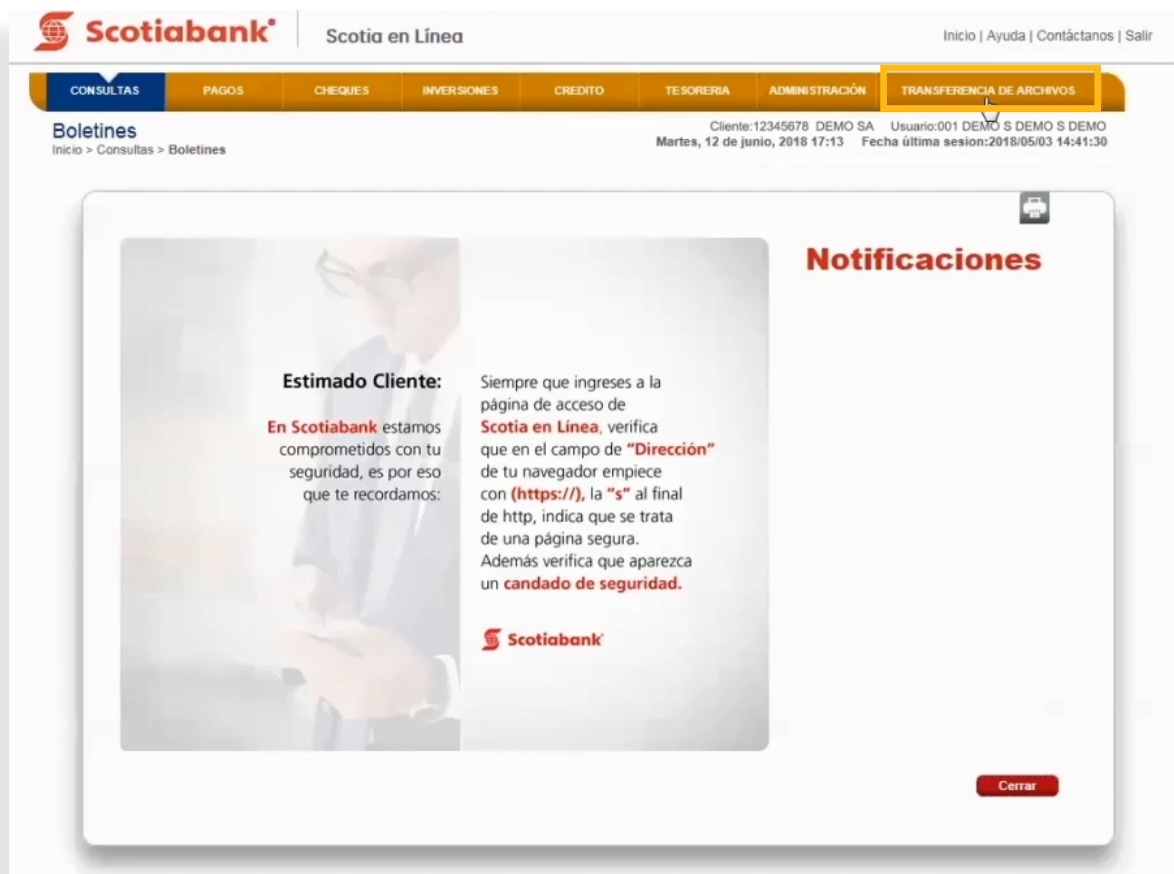 Scotiabank
Scotia en Línea
Inicio | Ayuda | Contáctanos | Salir
CONSULTAS PAGOS CHEQUES INVERSIONES CREDITO TESORERIA ADMINISTRACIÓN TRANSFERENCIA DE ARCHIVOS
Boletines
Inicio > Consultas > Boletines
Cliente:12345678 DEMO SA Usuario:001 DEMO S DEMO S DEMO
Martes, 12 de junio, 2018 17:13 Fecha última sesion:2018/05/03 14:41:30
Notificaciones
Estimado Cliente:
En Scotiabank estamos
comprometidos con tu
seguridad, es por eso
que te recordamos:
Siempre que ingreses a la
página de acceso de
Scotia en Línea, verifica
que en el campo de “Dirección”
de tu navegador empiece
con (https://), la “s” al final
de http, indica que se trata
de una página segura.
Además verifica que aparezca
un candado de seguridad.
Scotiabank
Cerrar